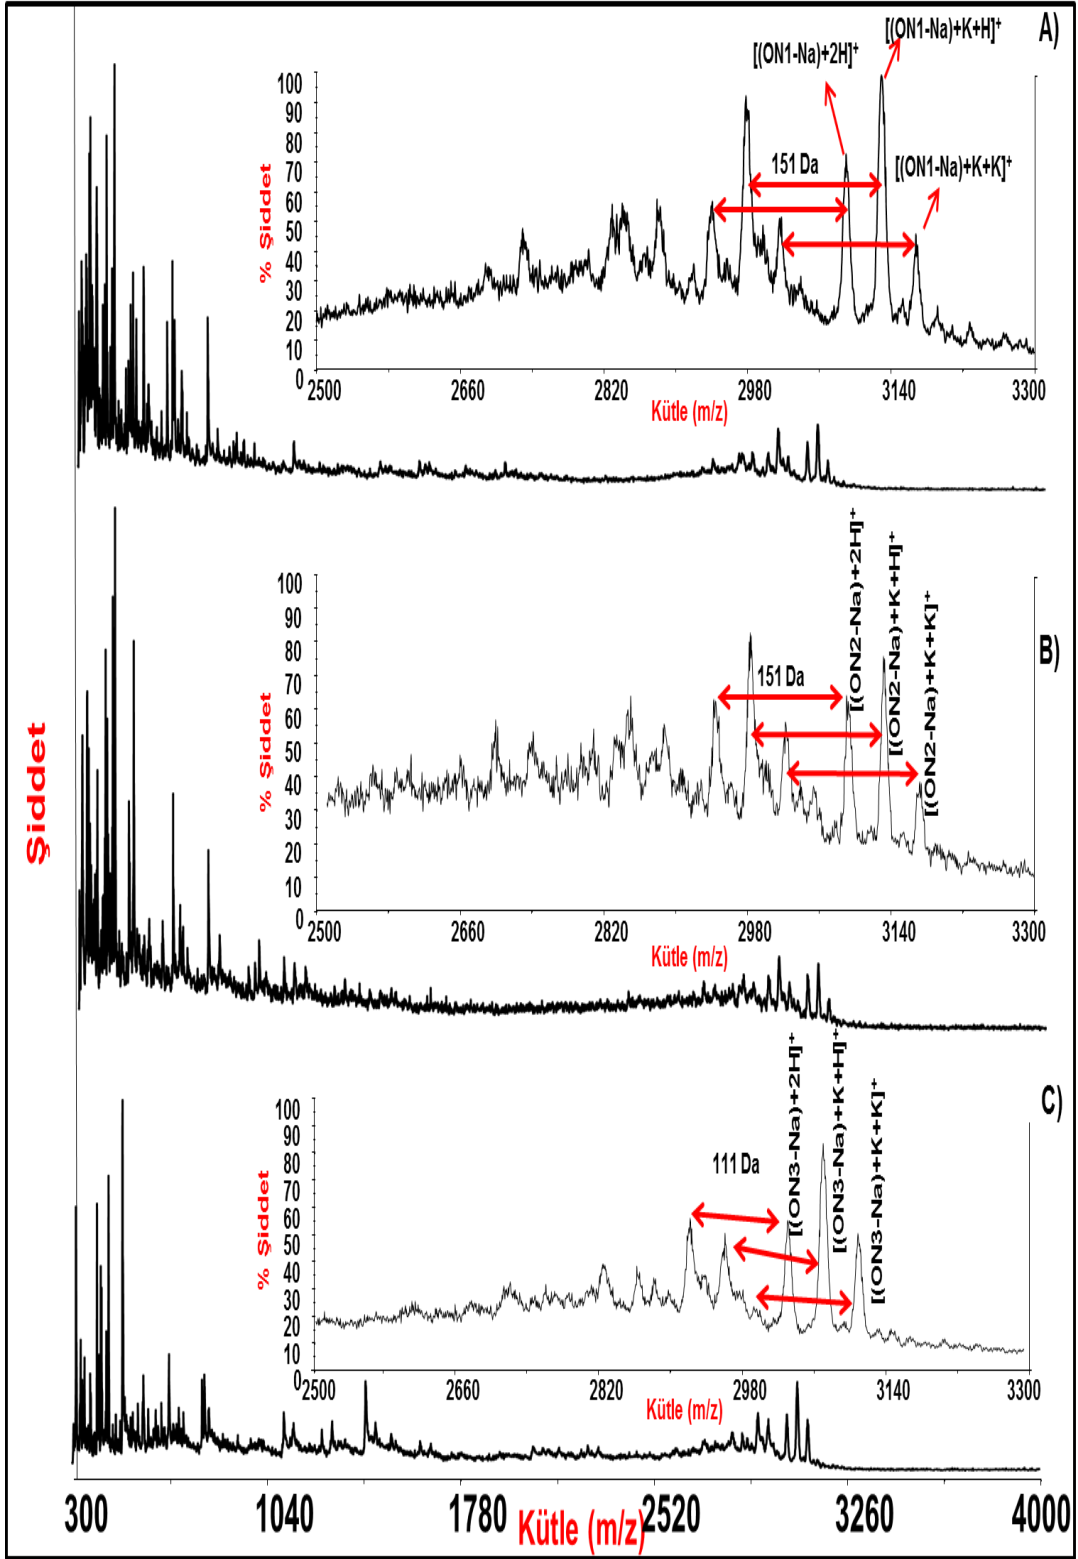 A)
[(ON1-Na)+K+H]⁺
[(ON1-Na)+2H]⁺
[(ON1-Na)+K+K]⁺
151 Da
% Şiddet
100
90
80
70
60
50
40
30
20
10
0
2500 2660 2820 2980 3140 3300
Kütle (m/z)
B)
[(ON2-Na)+2H]⁺
[(ON2-Na)+K+H]⁺
[(ON2-Na)+K+K]⁺
151 Da
% Şiddet
100
90
80
70
60
50
40
30
20
10
0
2500 2660 2820 2980 3140 3300
Kütle (m/z)
Şiddet
C)
[(ON3-Na)+2H]⁺
[(ON3-Na)+K+H]⁺
[(ON3-Na)+K+K]⁺
111 Da
% Şiddet
100
90
80
70
60
50
40
30
20
10
0
2500 2660 2820 2980 3140 3300
Kütle (m/z)
300 1040 1780 2520 3260 4000
Kütle (m/z)